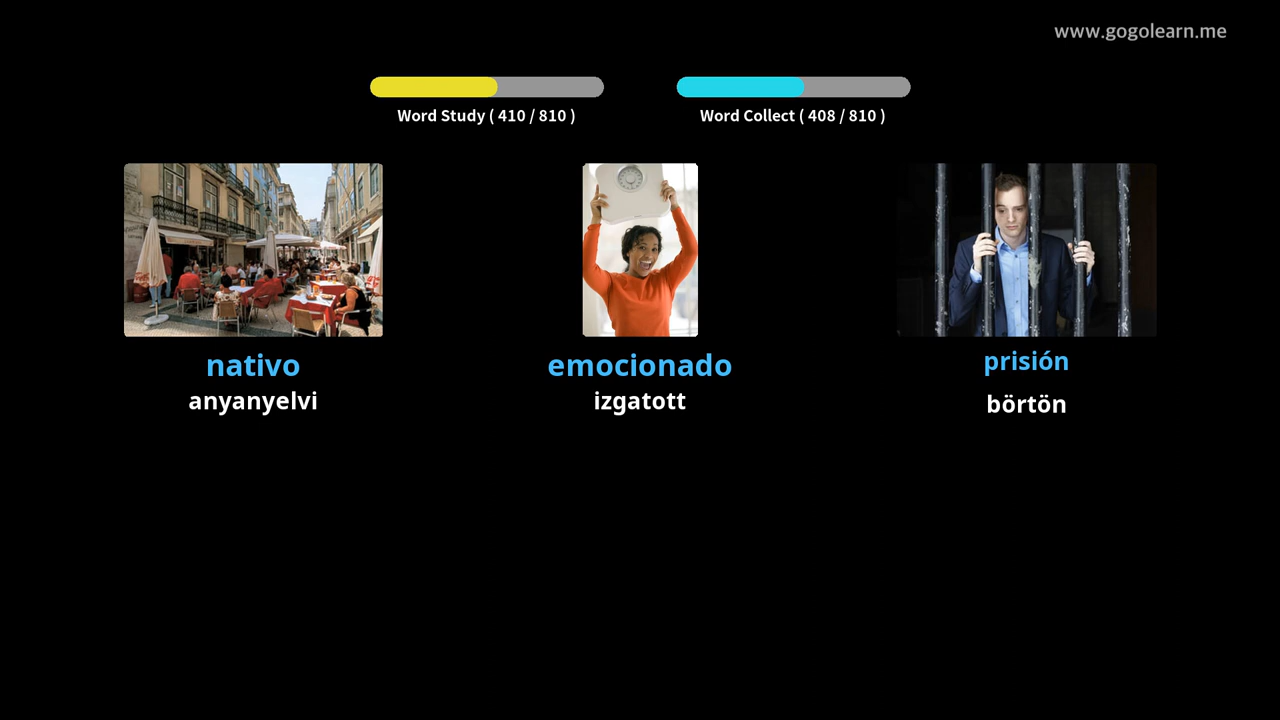 www.gogolearn.me
Word Study ( 410 / 810 )
Word Collect ( 408 / 810 )
nativo
anyanyelvi
emocionado
izgatott
prisión
börtön